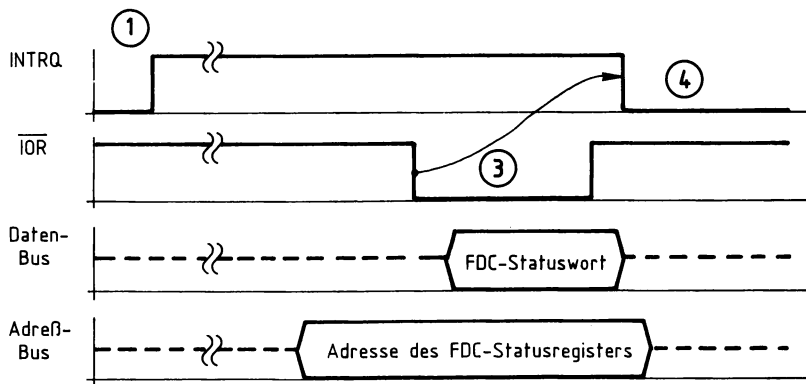 1
INTRQ
4
IOR
3
Daten-
Bus
FDC-Statuswort
Adreß-
Bus
Adresse des FDC-Statusregisters